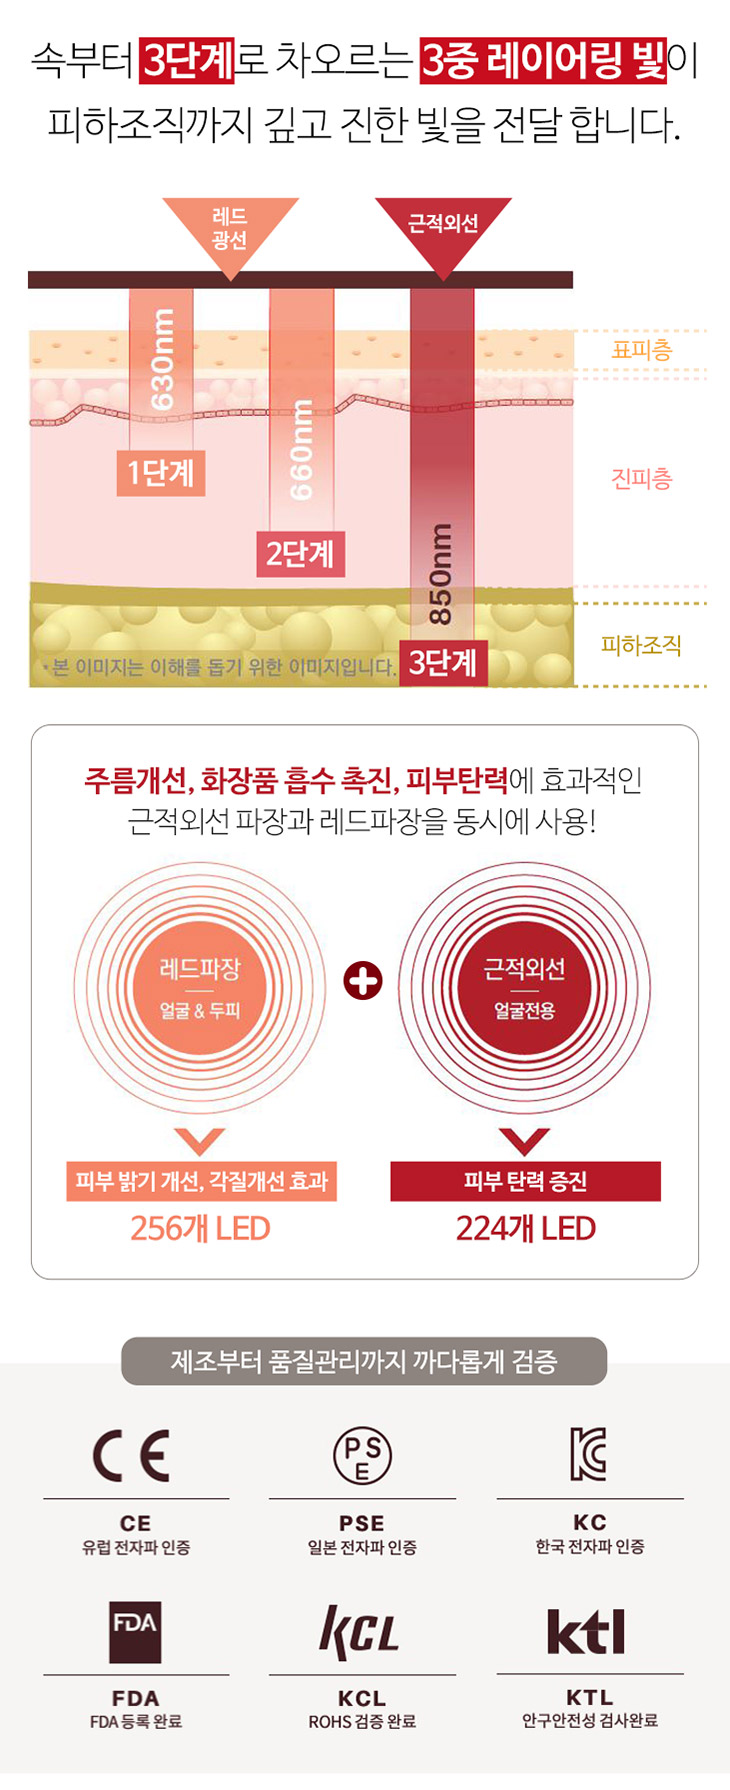 속부터 3단계로 차오르는 3중 레이어링 빛이
피하조직까지 깊고 진한 빛을 전달 합니다.
레드
광선
근적외선
630nm
660nm
850nm
1단계
2단계
3단계
표피층
진피층
피하조직
*본 이미지는 이해를 돕기 위한 이미지입니다.
주름개선, 화장품 흡수 촉진, 피부탄력에 효과적인
근적외선 파장과 레드파장을 동시에 사용!
레드파장
얼굴 & 두피
근적외선
얼굴전용
피부 밝기 개선, 각질개선 효과
256개 LED
피부 탄력 증진
224개 LED
제조부터 품질관리까지 까다롭게 검증
CE
CE
유럽 전자파 인증
PSE
PSE
일본 전자파 인증
KC
KC
한국 전자파 인증
FDA
FDA
FDA 등록 완료
KCL
KCL
ROHS 검증 완료
ktl
KTL
안구안전성 검사완료